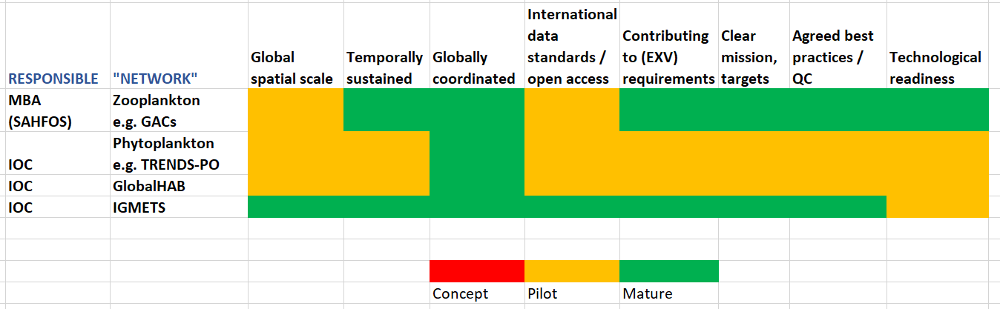 RESPONSIBLE
"NETWORK"
Global
spatial scale
Temporally
sustained
Globally
coordinated
International
data
standards /
open access
Contributing
to (EXV)
requirements
Clear
mission,
targets
Agreed best
practices /
QC
Technological
readiness
MBA
(SAHFOS)
Zooplankton
e.g. GACs
IOC
Phytoplankton
e.g. TRENDS-PO
IOC
GlobalHAB
IOC
IGMETS
Concept
Pilot
Mature